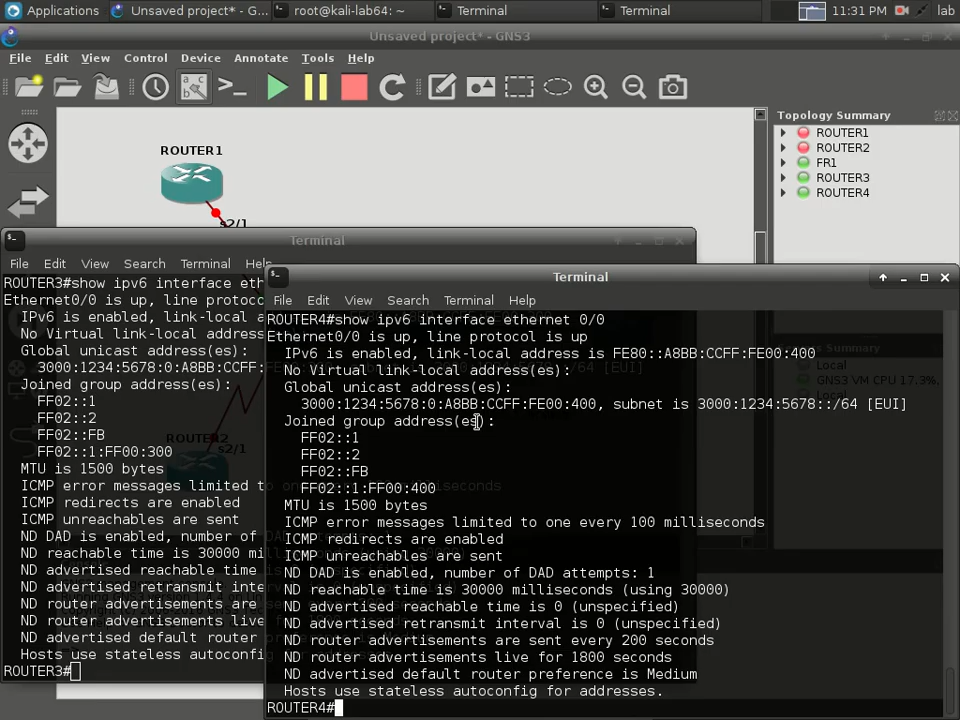 Applications
Unsaved project* - G...
root@kali-lab64: ~
Terminal
Terminal
11:31 PM
lab
Unsaved project* - GNS3
File Edit View Control Device Annotate Tools Help
ROUTER1
s2/1
Topology Summary
ROUTER1
ROUTER2
FR1
ROUTER3
ROUTER4
Terminal
File Edit View Search Terminal Help
ROUTER3#show ipv6 interface eth
Ethernet0/0 is up, line protoco
IPv6 is enabled, link-local a
No Virtual link-local address
Global unicast address(es):
3000:1234:5678:0:A8BB:CCFF:FE
Joined group address(es):
FF02::1
FF02::2
FF02::FB
FF02::1:FF00:300
MTU is 1500 bytes
ICMP error messages limited t
ICMP redirects are enabled
ICMP unreachables are sent
ND DAD is enabled, number of
ND reachable time is 30000 mi
ND advertised reachable time
ND advertised retransmit inte
ND router advertisements are
ND router advertisements live
ND advertised default router
Hosts use stateless autoconfig
ROUTER3#
Terminal
File Edit View Search Terminal Help
ROUTER4#show ipv6 interface ethernet 0/0
Ethernet0/0 is up, line protocol is up
IPv6 is enabled, link-local address is FE80::A8BB:CCFF:FE00:400
No Virtual link-local address(es):
Global unicast address(es):
3000:1234:5678:0:A8BB:CCFF:FE00:400, subnet is 3000:1234:5678::/64 [EUI]
Joined group address(es):
FF02::1
FF02::2
FF02::FB
FF02::1:FF00:400
MTU is 1500 bytes
ICMP error messages limited to one every 100 milliseconds
ICMP redirects are enabled
ICMP unreachables are sent
ND DAD is enabled, number of DAD attempts: 1
ND reachable time is 30000 milliseconds (using 30000)
ND advertised reachable time is 0 (unspecified)
ND advertised retransmit interval is 0 (unspecified)
ND router advertisements are sent every 200 seconds
ND router advertisements live for 1800 seconds
ND advertised default router preference is Medium
Hosts use stateless autoconfig for addresses.
ROUTER4#
Local
GNS3 VM CPU 17.3%,
Local
s2/1